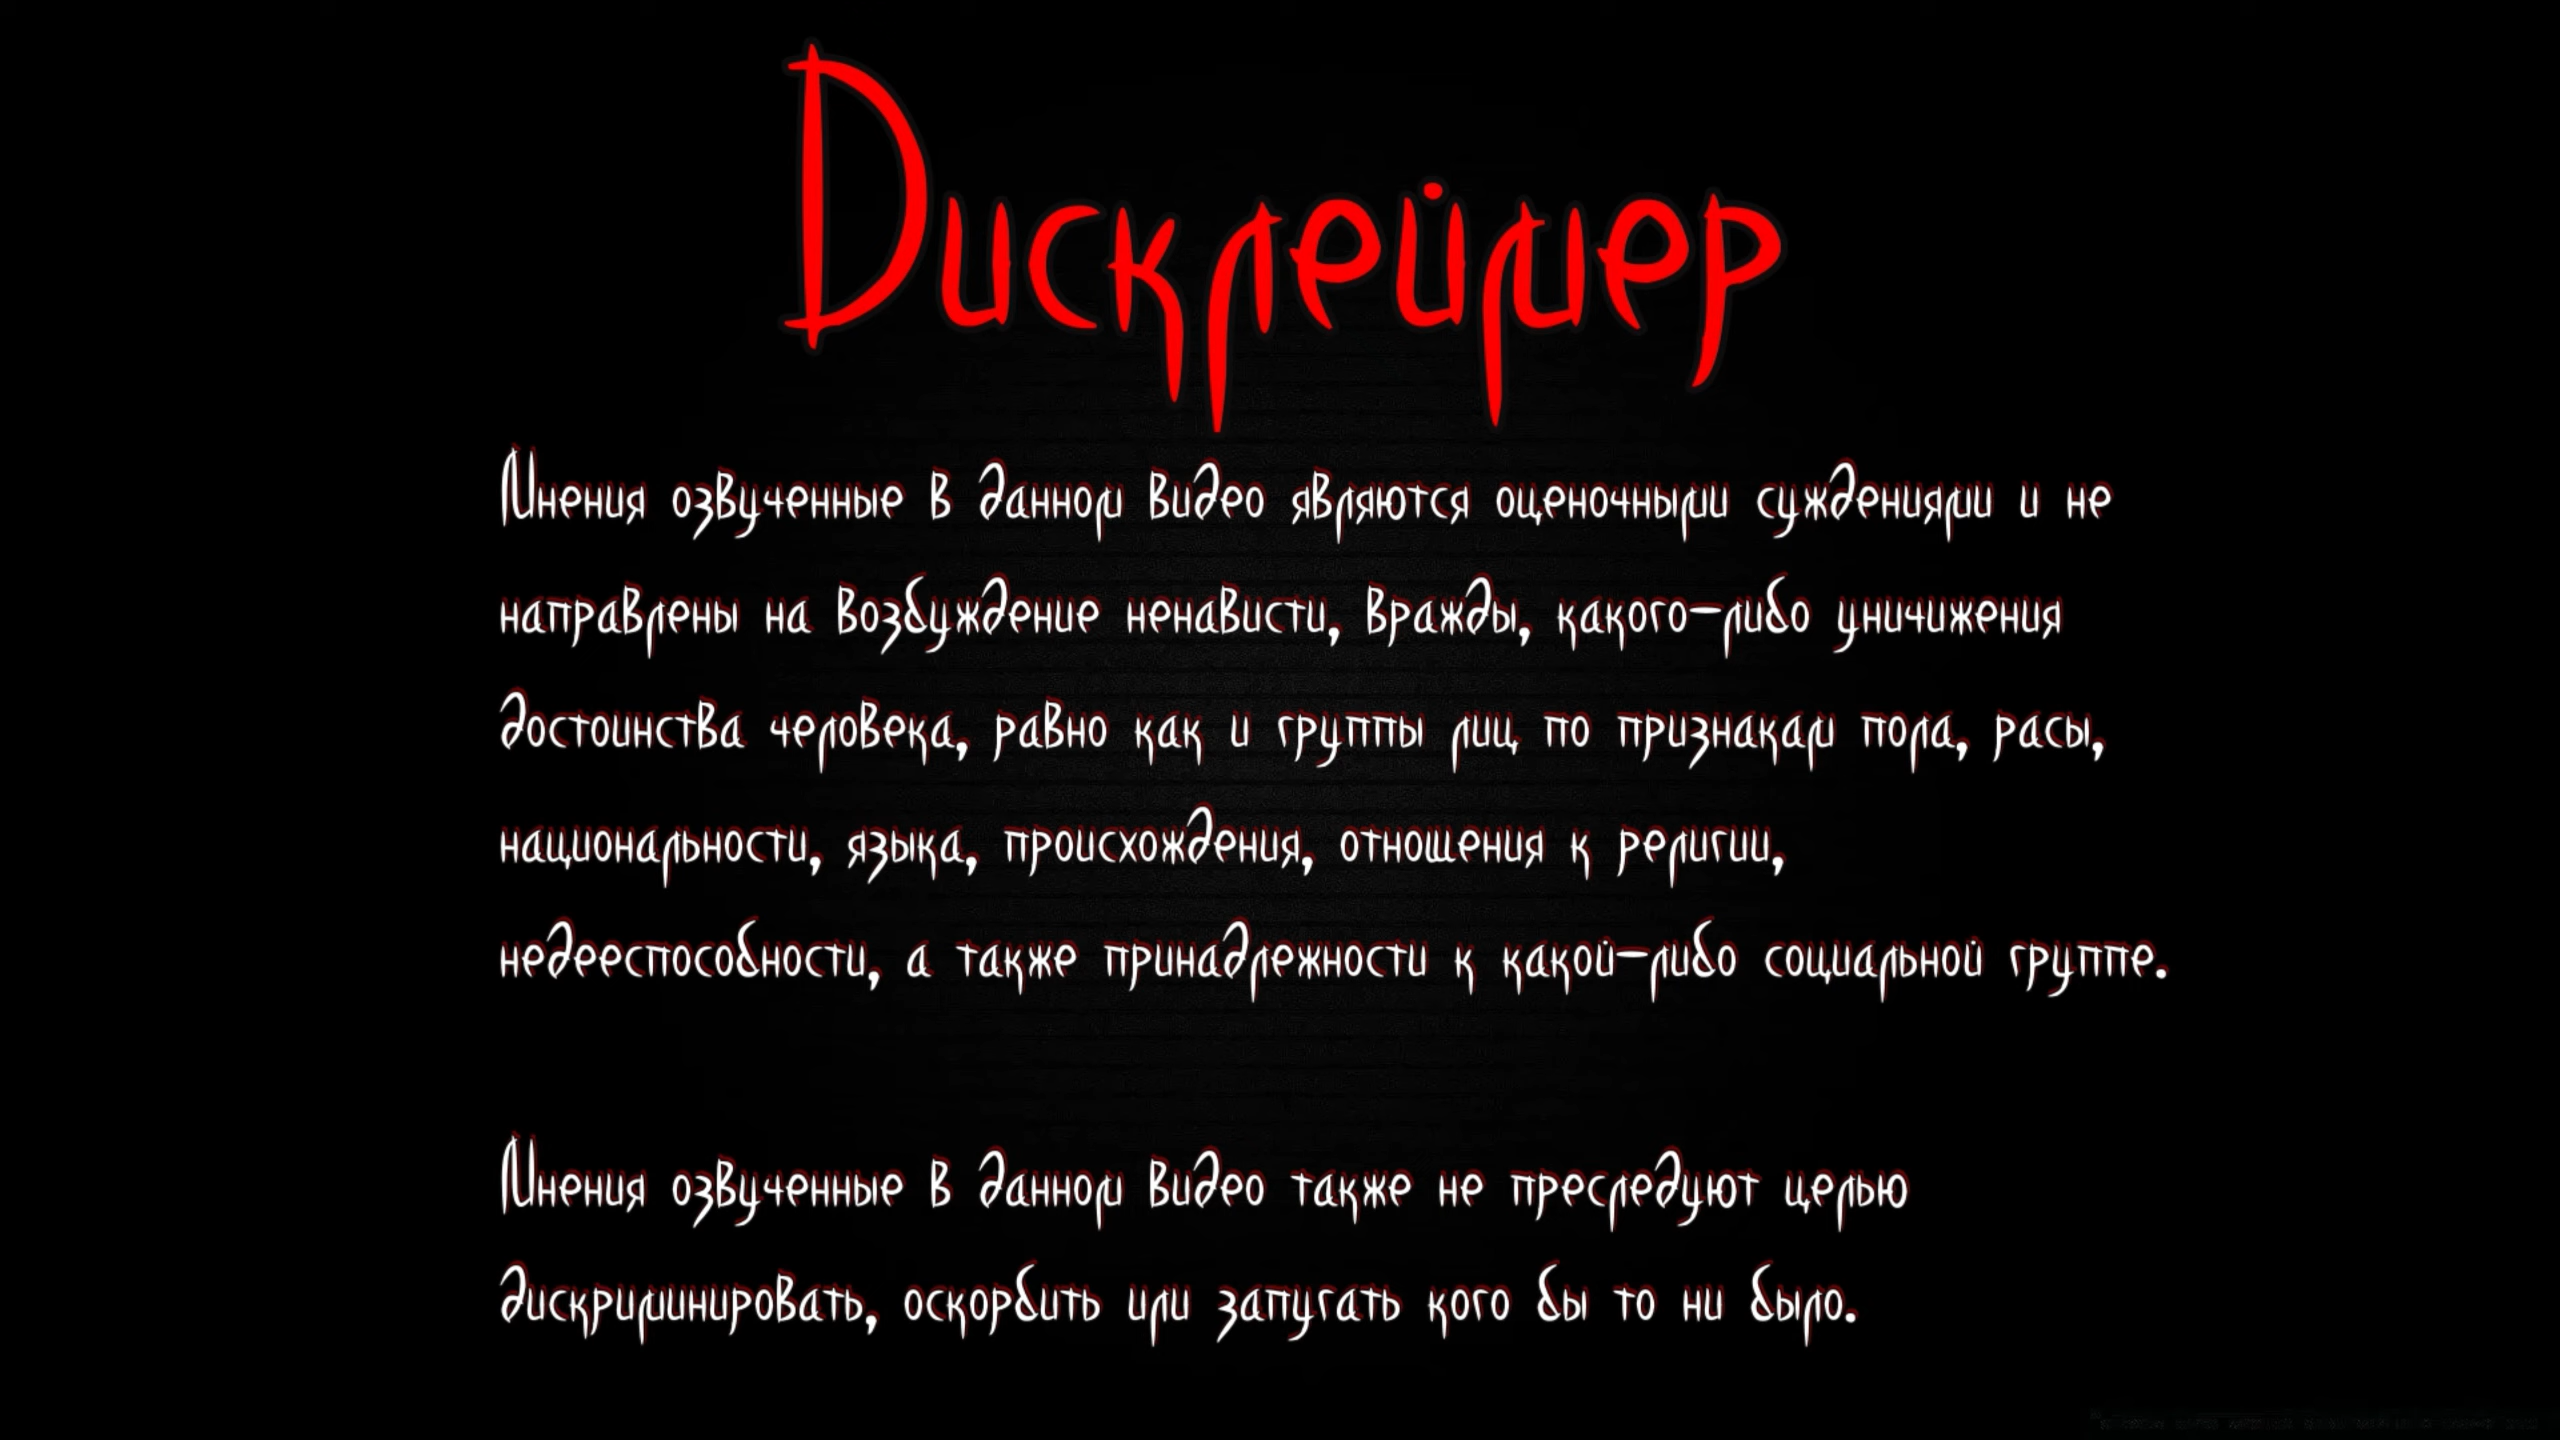 Дисклеймер
Мнения озвученные в данном видео являются оценочными суждениями и не
направлены на возбуждение ненависти, вражды, какого-либо уничижения
достоинства человека, равно как и группы лиц по признакам пола, расы,
национальности, языка, происхождения, отношения к религии,
недееспособности, а также принадлежности к какой-либо социальной группе.
Мнения озвученные в данном видео также не преследуют целью
дискриминировать, оскорбить или запугать кого бы то ни было.